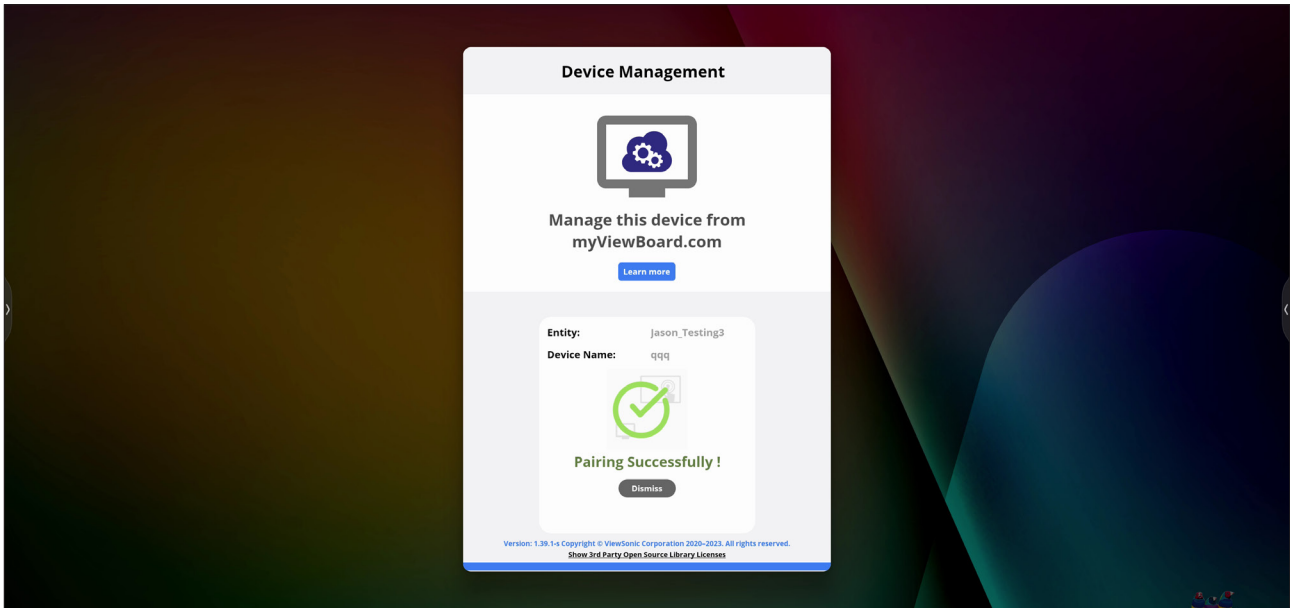 Device Management
Manage this device from
myViewBoard.com
Learn more
Entity: Jason_Testing3
Device Name: qqq
Pairing Successfully !
Dismiss
Version: 1.39.1-s Copyright © ViewSonic Corporation 2020–2023. All rights reserved.
Show 3rd Party Open Source Library Licenses